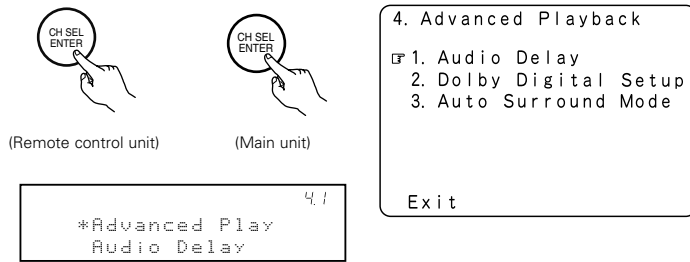 CH SEL
ENTER
(Remote control unit)
CH SEL
ENTER
(Main unit)
4.1
*Advanced Play
Audio Delay
4. Advanced Playback
☞1. Audio Delay
2. Dolby Digital Setup
3. Auto Surround Mode
Exit